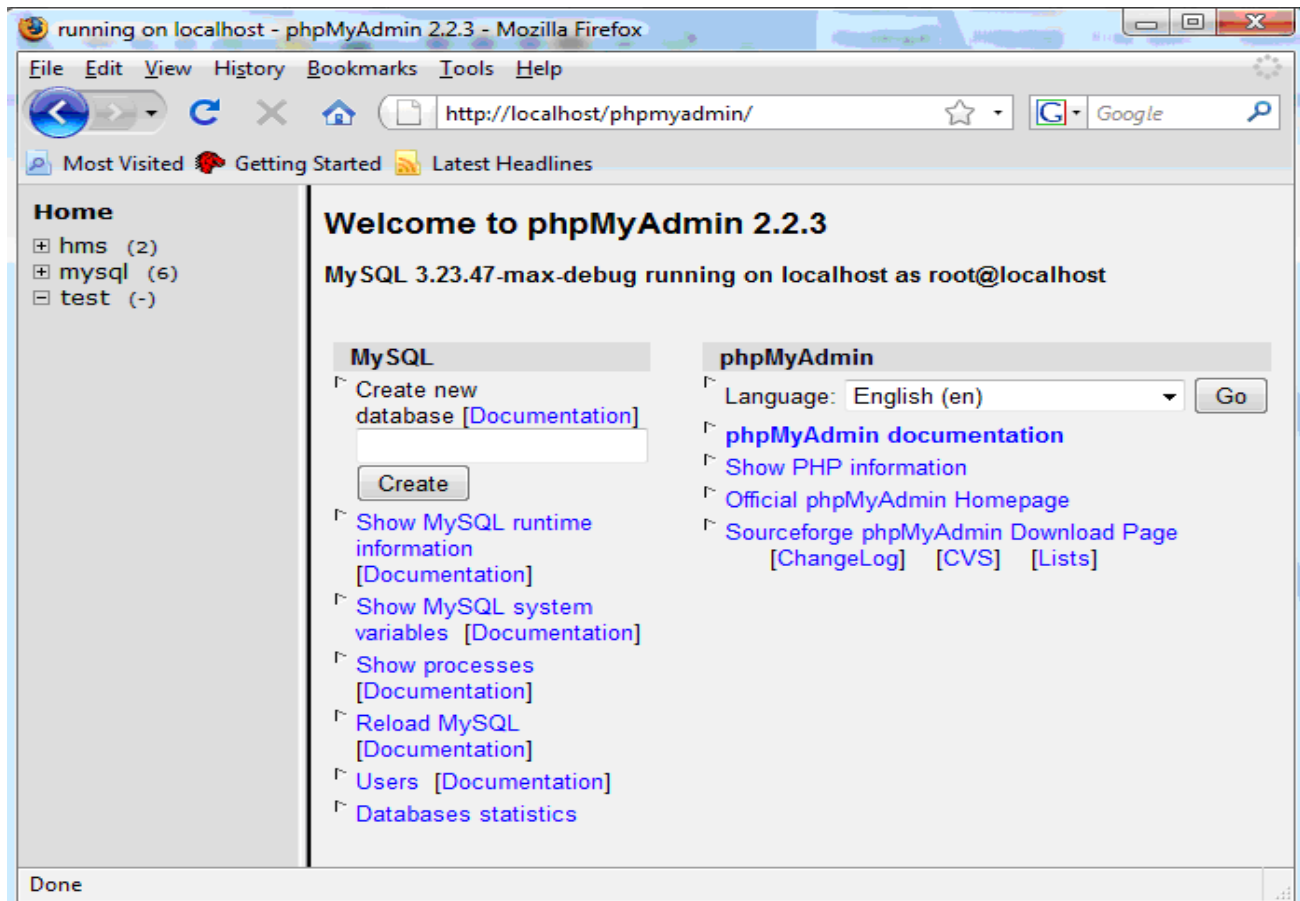 running on localhost - phpMyAdmin 2.2.3 - Mozilla Firefox
File Edit View History Bookmarks Tools Help
http://localhost/phpmyadmin/
G
Google
Most Visited Getting Started Latest Headlines
Home
hms (2)
mysql (6)
test (-)
Welcome to phpMyAdmin 2.2.3
MySQL 3.23.47-max-debug running on localhost as root@localhost
MySQL
Create new
database [Documentation]
Create
Show MySQL runtime
information
[Documentation]
Show MySQL system
variables [Documentation]
Show processes
[Documentation]
Reload MySQL
[Documentation]
Users [Documentation]
Databases statistics
phpMyAdmin
Language: English (en) Go
phpMyAdmin documentation
Show PHP information
Official phpMyAdmin Homepage
Sourceforge phpMyAdmin Download Page
[ChangeLog] [CVS] [Lists]
Done